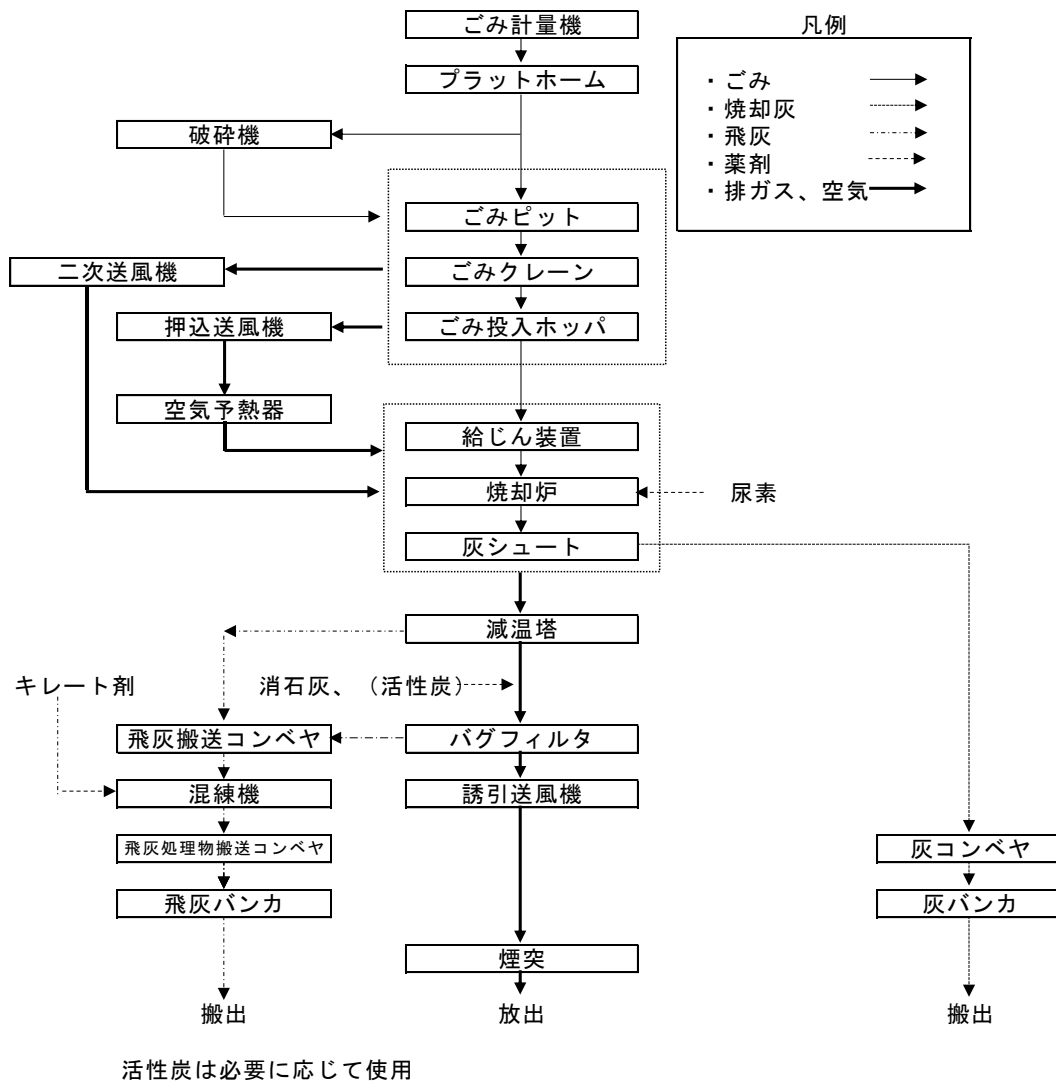 ごみ計量機
凡例
プラットホーム
・ごみ
・焼却灰
・飛灰
・薬剤
・排ガス、空気
破砕機
ごみピット
二次送風機
ごみクレーン
押込送風機
ごみ投入ホッパ
空気予熱器
給じん装置
焼却炉
尿素
灰シュート
減温塔
キレート剤
消石灰、（活性炭）
飛灰搬送コンベヤ
バグフィルタ
混練機
誘引送風機
飛灰処理物搬送コンベヤ
灰コンベヤ
飛灰バンカ
灰バンカ
煙突
搬出
放出
搬出
活性炭は必要に応じて使用